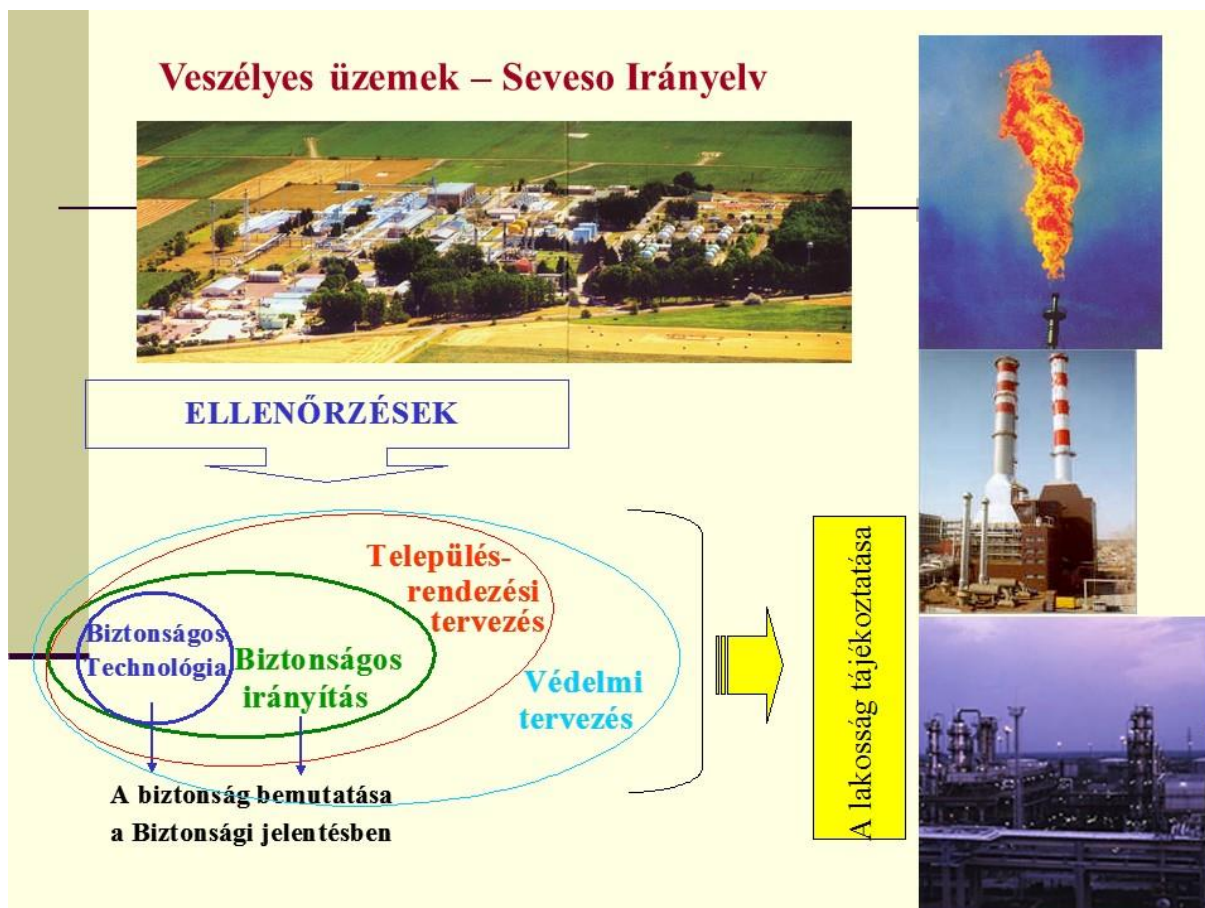 Veszélyes üzemek – Seveso Irányelv
ELLENŐRZÉSEK
Település-
rendezési
tervezés
Biztonságos
Technológia
Biztonságos
irányítás
Védelmi
tervezés
A biztonság bemutatása
a Biztonsági jelentésben
A lakosság tájékoztatása